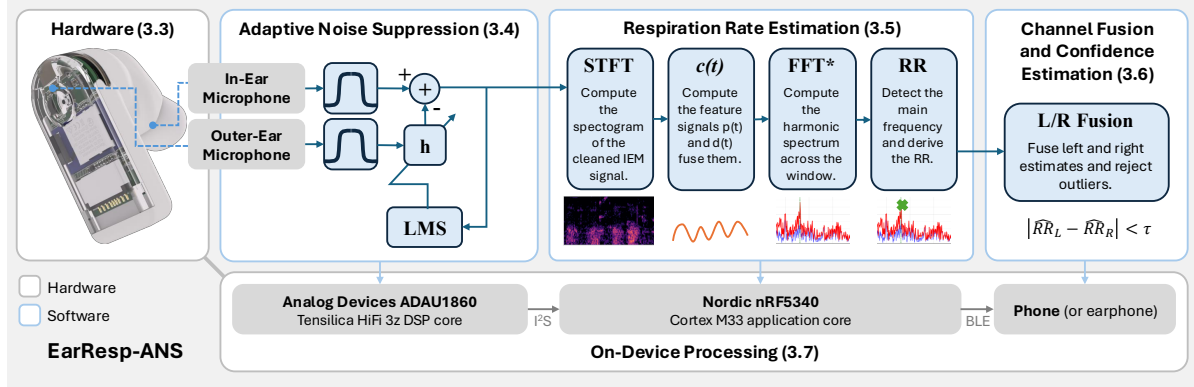 Hardware (3.3)
Adaptive Noise Suppression (3.4)
Respiration Rate Estimation (3.5)
Channel Fusion
and Confidence
Estimation (3.6)
In-Ear
Microphone
Outer-Ear
Microphone
+
+
-
h
LMS
STFT
Compute
the
spectogram
of the
cleaned IEM
signal.
c(t)
Compute
the feature
signals p(t)
and d(t)
fuse them.
FFT*
Compute
the
harmonic
spectrum
across the
window.
RR
Detect the
main
frequency
and derive
the RR.
L/R Fusion
Fuse left and right
estimates and reject
outliers.
|R̂R_L − R̂R_R| < τ
Hardware
Software
EarResp-ANS
Analog Devices ADAU1860
Tensilica HiFi 3z DSP core
I²S
Nordic nRF5340
Cortex M33 application core
BLE
Phone (or earphone)
On-Device Processing (3.7)